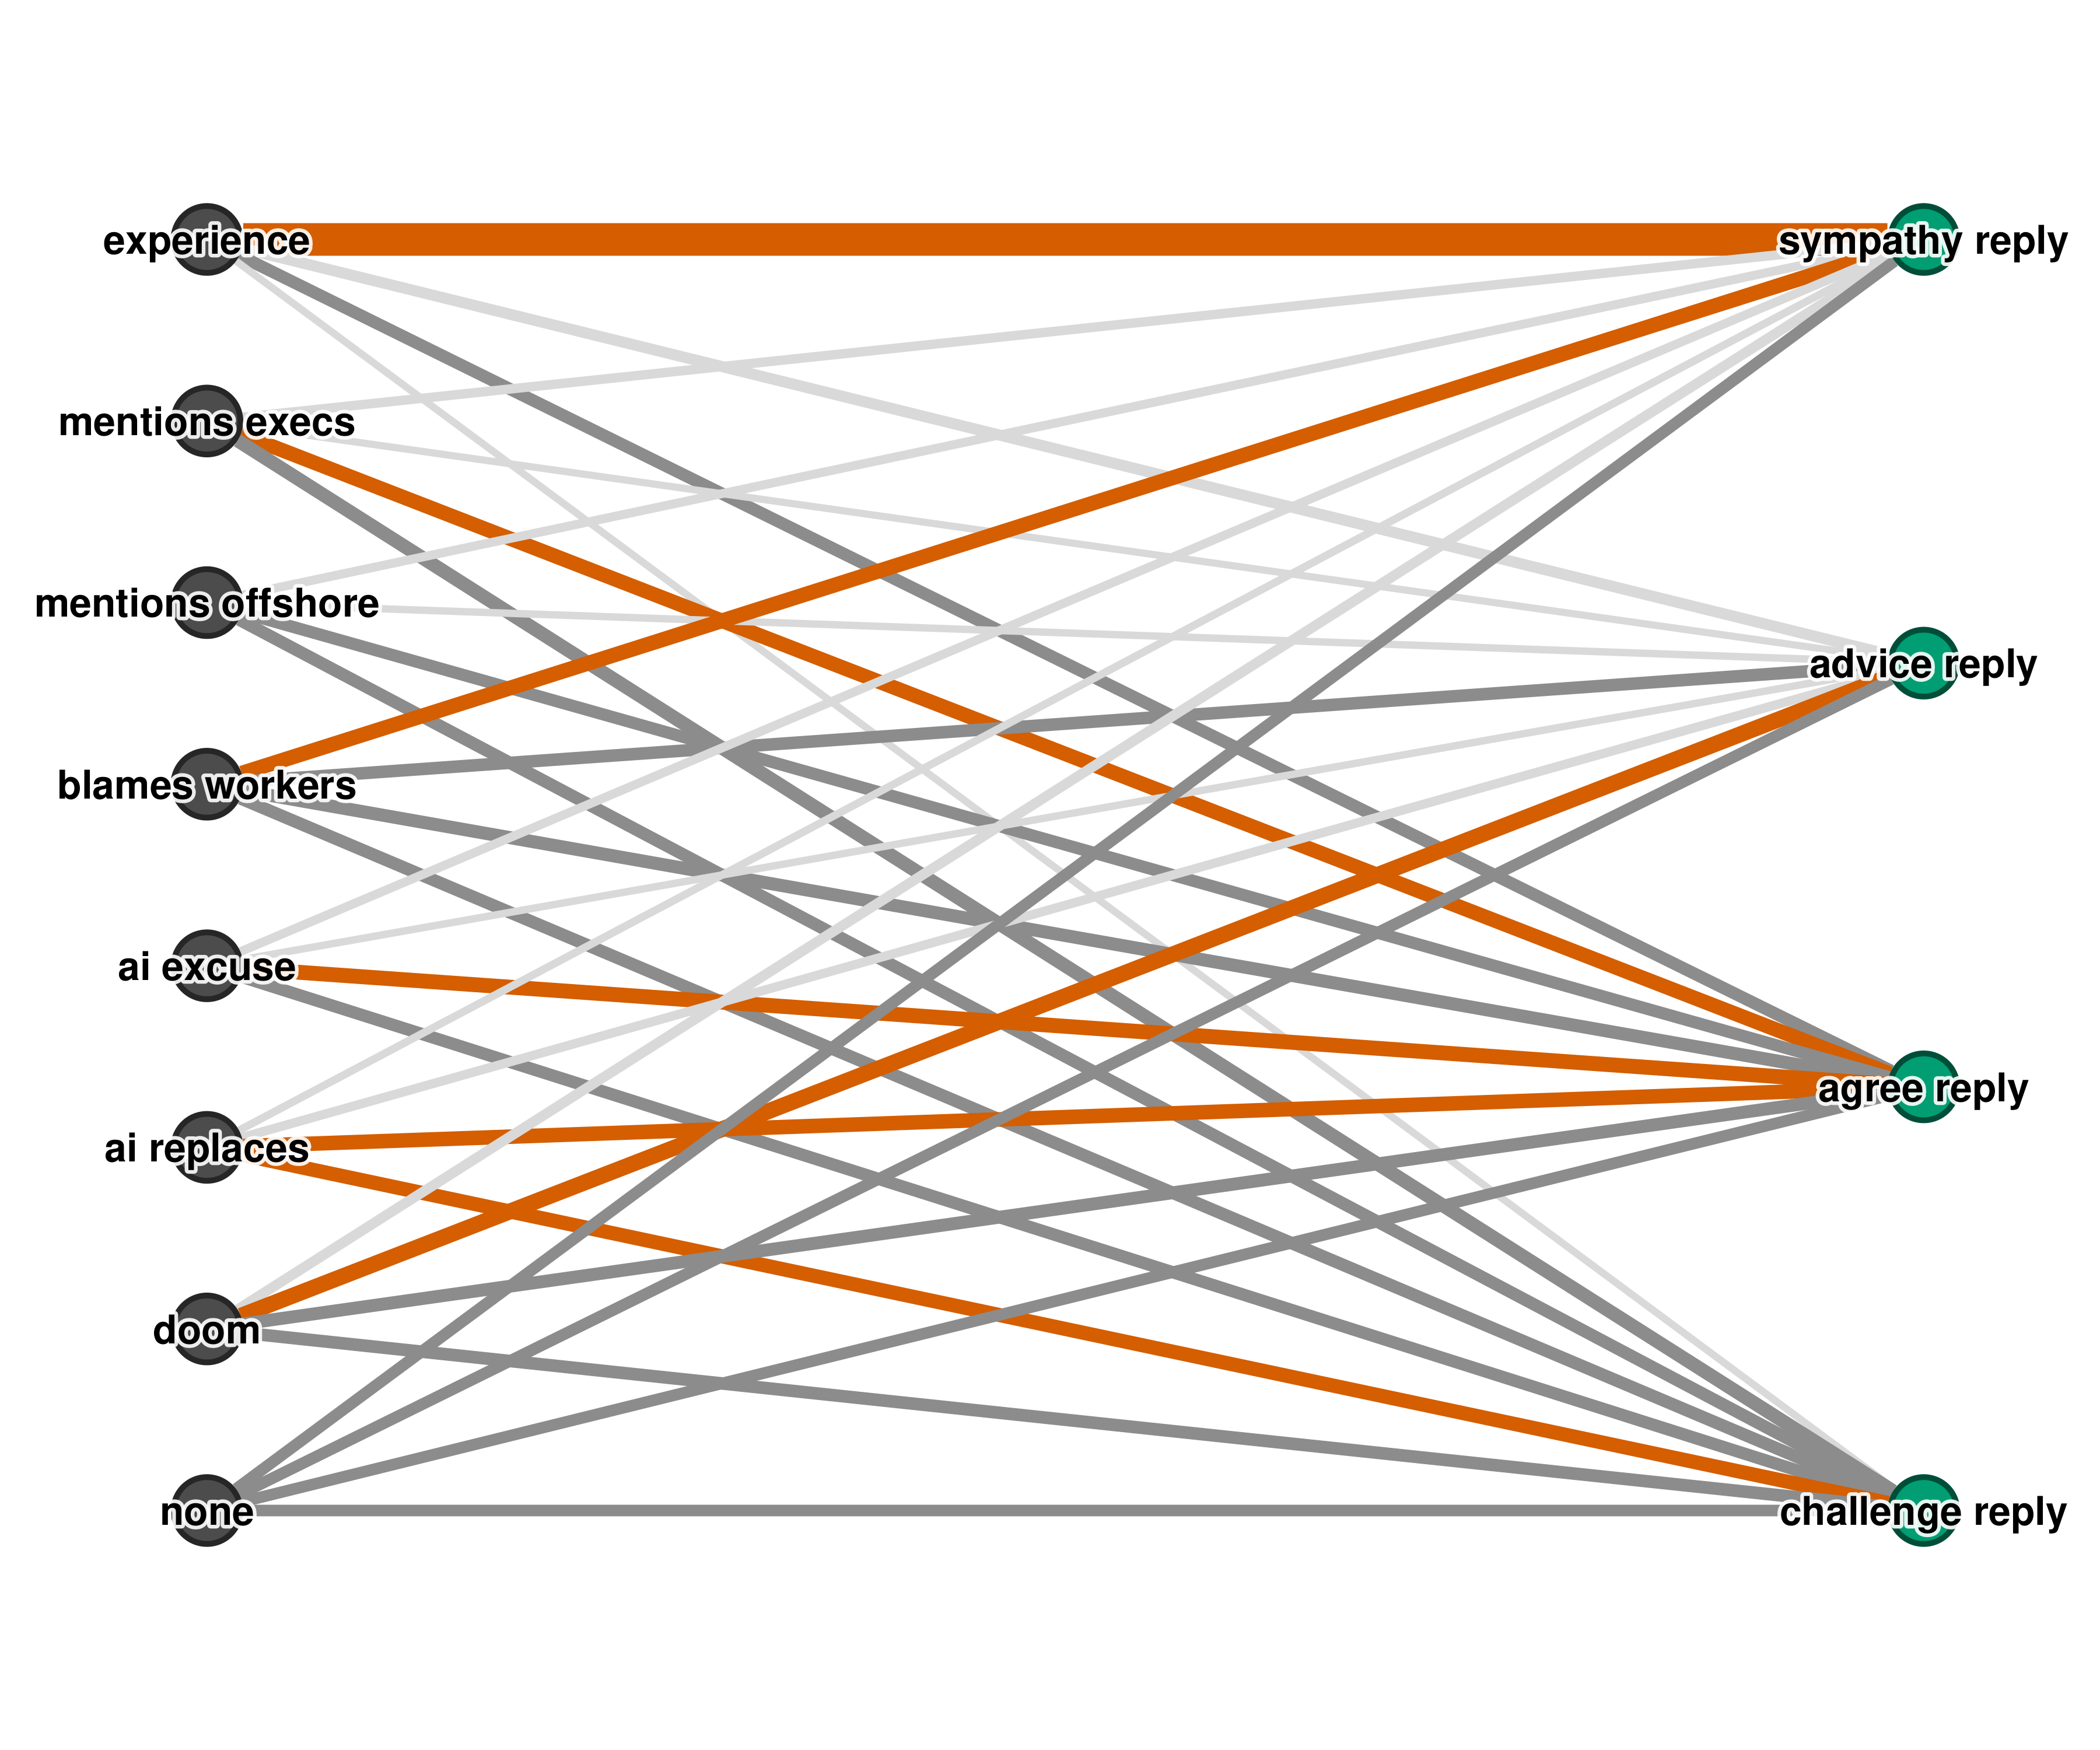 experience
mentions execs
mentions offshore
blames workers
ai excuse
ai replaces
doom
none
sympathy reply
advice reply
agree reply
challenge reply